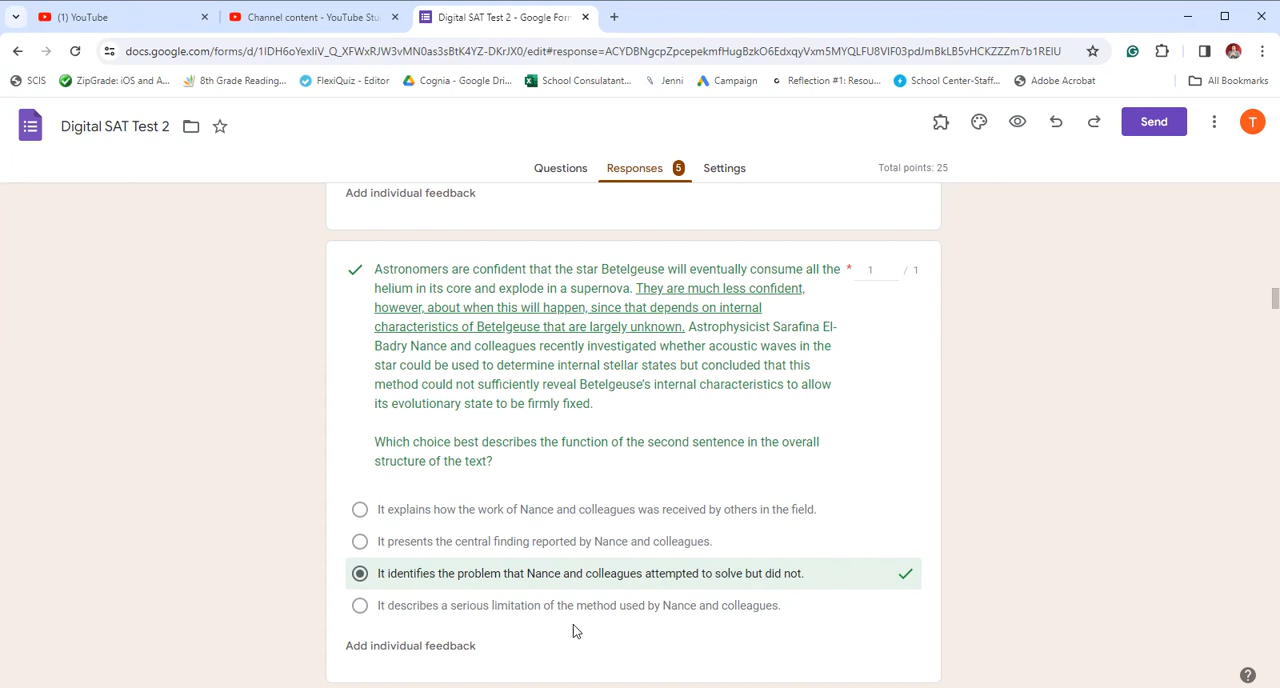 (1) YouTube
Channel content - YouTube Stu
Digital SAT Test 2 - Google For
docs.google.com/forms/d/1IDH6oYexIiV_Q_XFWxRJW3vMN0as3sBtK4YZ-DKrJX0/edit#response=ACYDBNgcpZpcepekmfHugBzkO6EdxqyVxm5MYQLFU8VIF03pdJmBkLB5vHCKZZZm7b1RElU
SCIS
ZipGrade: iOS and A...
8th Grade Reading...
FlexiQuiz - Editor
Cognia - Google Dri...
School Consulatant...
Jenni
Campaign
Reflection #1: Resou...
School Center-Staff...
Adobe Acrobat
All Bookmarks
Digital SAT Test 2
Send
T
Questions
Responses 5
Settings
Total points: 25
Add individual feedback
Astronomers are confident that the star Betelgeuse will eventually consume all the * 1 / 1
helium in its core and explode in a supernova. They are much less confident,
however, about when this will happen, since that depends on internal
characteristics of Betelgeuse that are largely unknown. Astrophysicist Sarafina El-
Badry Nance and colleagues recently investigated whether acoustic waves in the
star could be used to determine internal stellar states but concluded that this
method could not sufficiently reveal Betelgeuse's internal characteristics to allow
its evolutionary state to be firmly fixed.
Which choice best describes the function of the second sentence in the overall
structure of the text?
It explains how the work of Nance and colleagues was received by others in the field.
It presents the central finding reported by Nance and colleagues.
It identifies the problem that Nance and colleagues attempted to solve but did not.
It describes a serious limitation of the method used by Nance and colleagues.
Add individual feedback